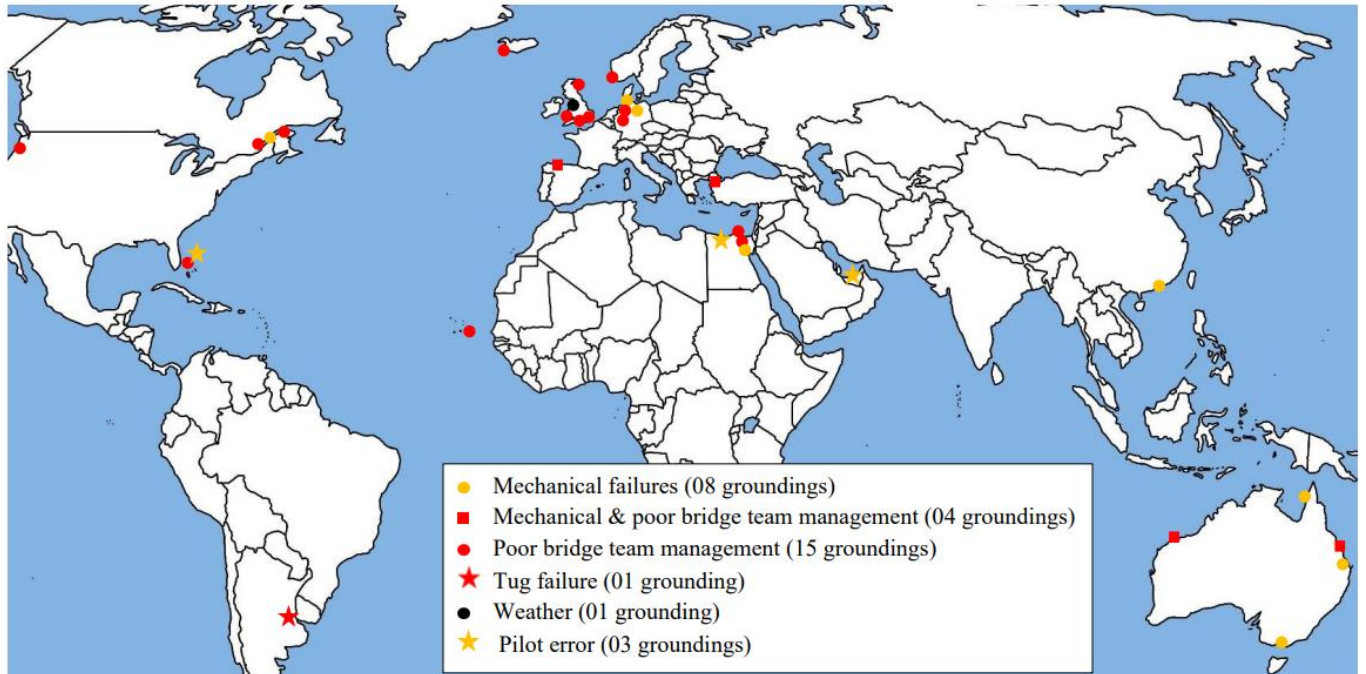 Mechanical failures (08 groundings)
Mechanical & poor bridge team management (04 groundings)
Poor bridge team management (15 groundings)
Tug failure (01 grounding)
Weather (01 grounding)
Pilot error (03 groundings)